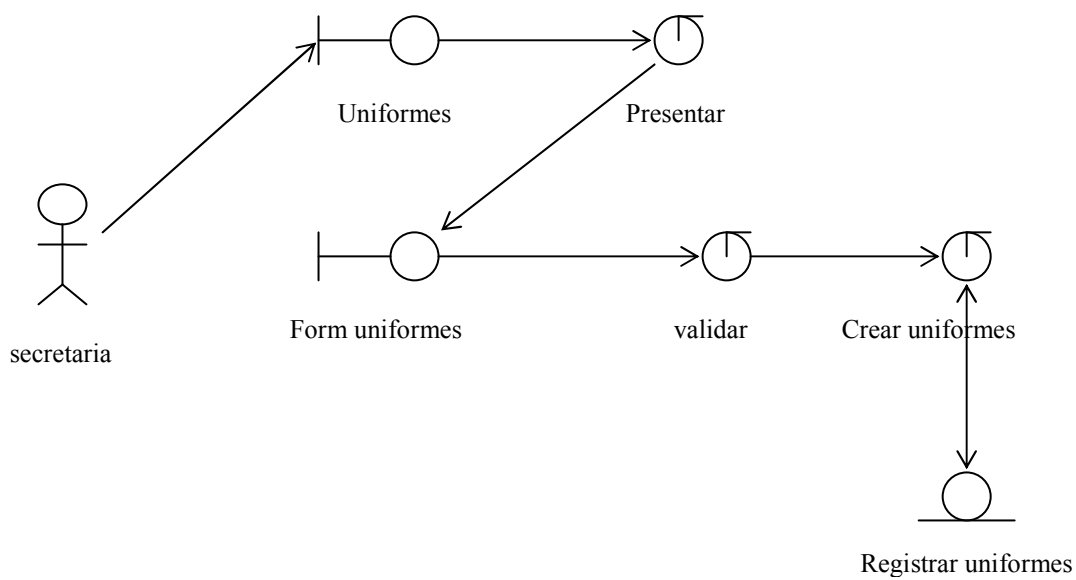 Uniformes
Presentar
Form uniformes
validar
Crear uniformes
secretaria
Registrar uniformes